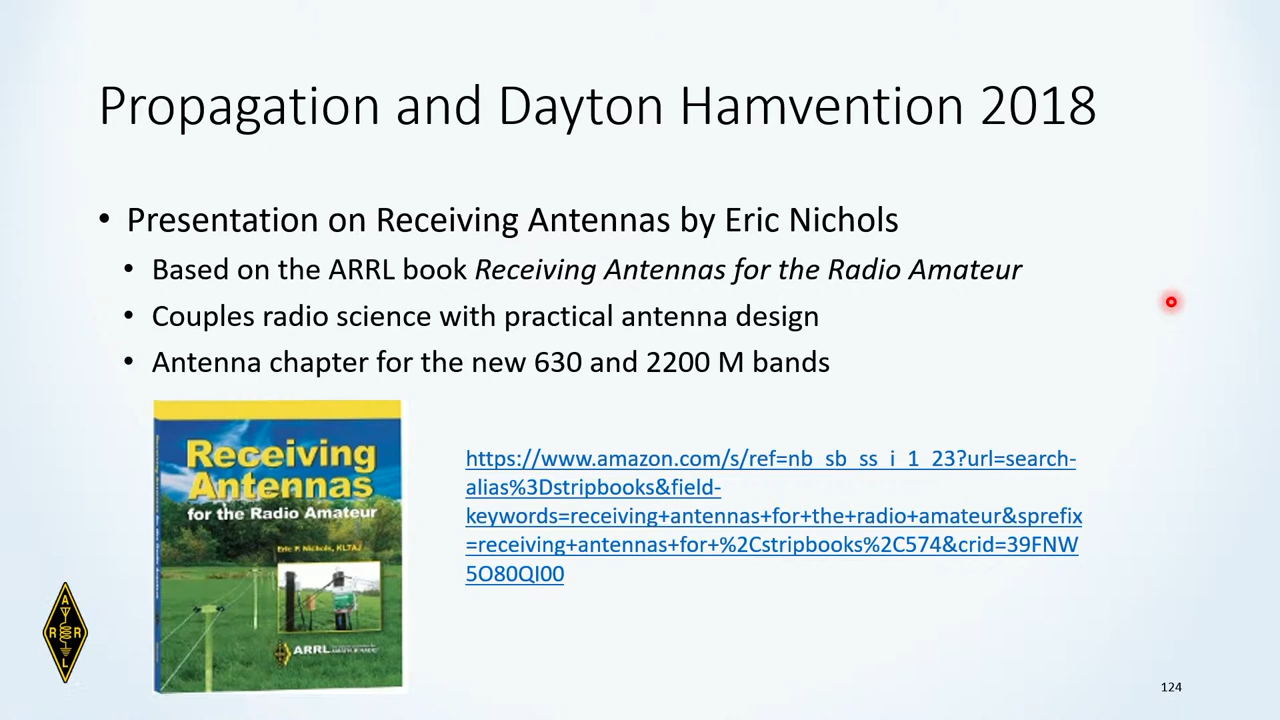 Propagation and Dayton Hamvention 2018
• Presentation on Receiving Antennas by Eric Nichols
• Based on the ARRL book Receiving Antennas for the Radio Amateur
• Couples radio science with practical antenna design
• Antenna chapter for the new 630 and 2200 M bands
Receiving
Antennas
for the Radio Amateur
Eric P. Nichols, KL7AJ
ARRL
https://www.amazon.com/s/ref=nb_sb_ss_i_1_23?url=search-
alias%3Dstripbooks&field-
keywords=receiving+antennas+for+the+radio+amateur&sprefix
=receiving+antennas+for+%2Cstripbooks%2C574&crid=39FNW
5O80QI00
A
R R
L
124